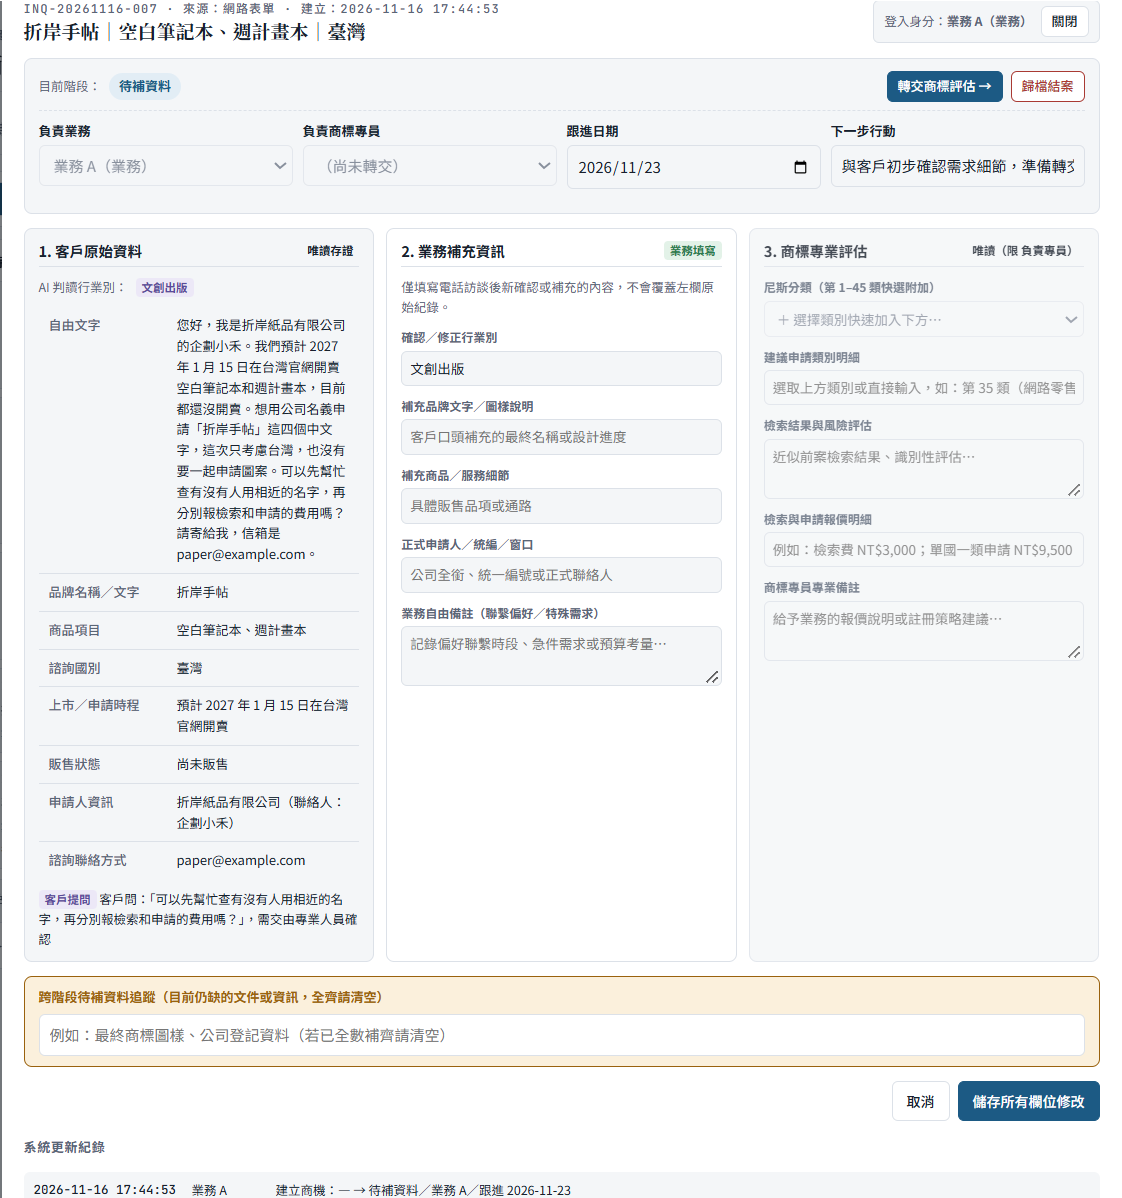 INQ-20261116-007 · 來源：網路表單 · 建立：2026-11-16 17:44:53
折岸手帖｜空白筆記本、週計畫本｜臺灣
登入身分：業務 A（業務）
關閉
目前階段：
待補資料
轉交商標評估 →
歸檔結案
負責業務
業務 A（業務）
負責商標專員
（尚未轉交）
跟進日期
2026/11/23
下一步行動
與客戶初步確認需求細節，準備轉交
1. 客戶原始資料
唯讀存證
AI 判讀行業別：
文創出版
自由文字
您好，我是折岸紙品有限公司
的企劃小禾。我們預計 2027
年 1 月 15 日在台灣官網開賣
空白筆記本和週計畫本，目前
都還沒開賣。想用公司名義申
請「折岸手帖」這四個中文
字，這次只考慮台灣，也沒有
要一起申請圖案。可以先幫忙
查有沒有人用相近的名字，再
分別報檢索和申請的費用嗎？
請寄給我，信箱是
paper@example.com。
品牌名稱／文字
折岸手帖
商品項目
空白筆記本、週計畫本
諮詢國別
臺灣
上市／申請時程
預計 2027 年 1 月 15 日在台灣
官網開賣
販售狀態
尚未販售
申請人資訊
折岸紙品有限公司（聯絡人：
企劃小禾）
諮詢聯絡方式
paper@example.com
客戶提問 客戶問：「可以先幫忙查有沒有人用相近的名
字，再分別報檢索和申請的費用嗎？」，需交由專業人員確
認
2. 業務補充資訊
業務填寫
僅填寫電話訪談後新確認或補充的內容，不會覆蓋左欄原
始紀錄。
確認／修正行業別
文創出版
補充品牌文字／圖樣說明
客戶口頭補充的最終名稱或設計進度
補充商品／服務細節
具體販售品項或通路
正式申請人／統編／窗口
公司全銜、統一編號或正式聯絡人
業務自由備註（聯繫偏好／特殊需求）
記錄偏好聯繫時段、急件需求或預算考量…
3. 商標專業評估
唯讀（限 負責專員）
尼斯分類（第 1–45 類快選附加）
＋ 選擇類別快速加入下方…
建議申請類別明細
選取上方類別或直接輸入，如：第 35 類（網路零售
檢索結果與風險評估
近似前案檢索結果、識別性評估…
檢索與申請報價明細
例如：檢索費 NT$3,000；單國一類申請 NT$9,500
商標專員專業備註
給予業務的報價說明或註冊策略建議…
跨階段待補資料追蹤（目前仍缺的文件或資訊，全齊請清空）
例如：最終商標圖樣、公司登記資料（若已全數補齊請清空）
取消
儲存所有欄位修改
系統更新紀錄
2026-11-16 17:44:53 業務 A 建立商機：— → 待補資料／業務 A／跟進 2026-11-23